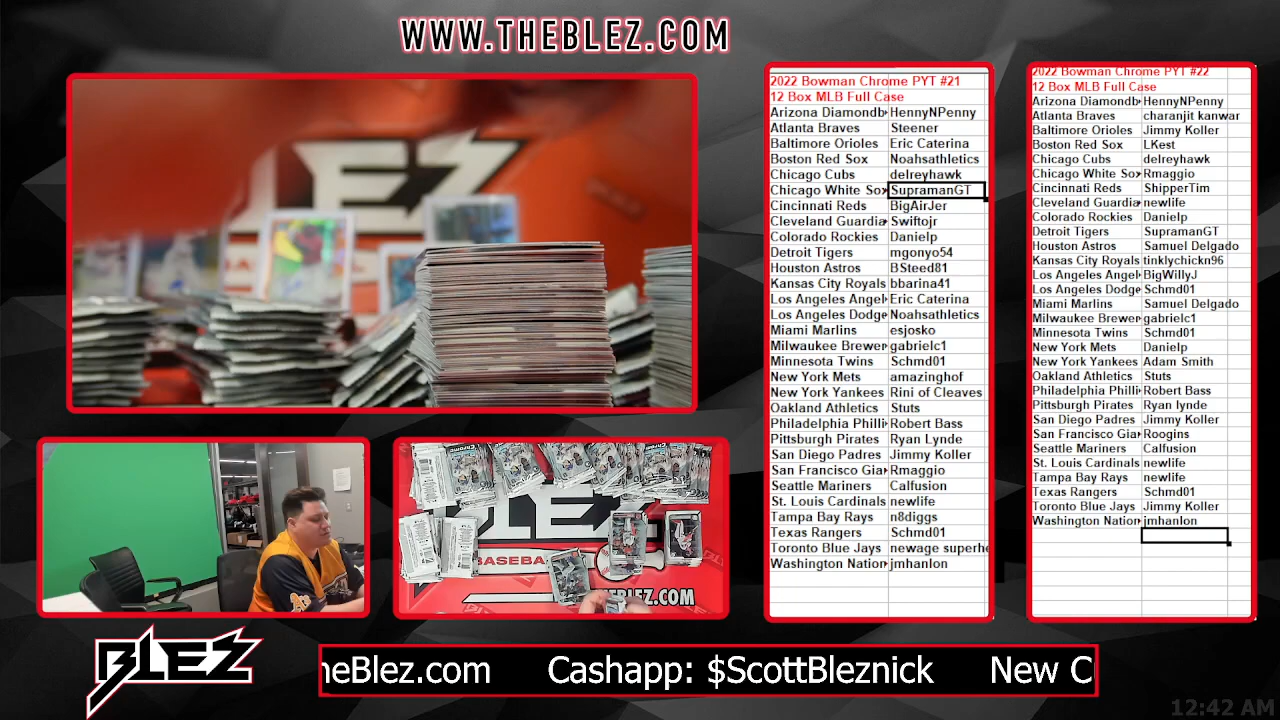 WWW.THEBLEZ.COM
2022 Bowman Chrome PYT #21
12 Box MLB Full Case
Arizona Diamondb HennyNPenny
Atlanta Braves Steener
Baltimore Orioles Eric Caterina
Boston Red Sox Noahsathletics
Chicago Cubs delreyhawk
Chicago White Sox SupramanGT
Cincinnati Reds BigAirJer
Cleveland Guardia Swiftojr
Colorado Rockies Danielp
Detroit Tigers mgonyo54
Houston Astros BSteed81
Kansas City Royals bbarina41
Los Angeles Angel Eric Caterina
Los Angeles Dodge Noahsathletics
Miami Marlins esjosko
Milwaukee Brewer gabrielc1
Minnesota Twins Schmd01
New York Mets amazinghof
New York Yankees Rini of Cleaves
Oakland Athletics Stuts
Philadelphia Philli Robert Bass
Pittsburgh Pirates Ryan Lynde
San Diego Padres Jimmy Koller
San Francisco Gia Rmaggio
Seattle Mariners Calfusion
St. Louis Cardinals newlife
Tampa Bay Rays n8diggs
Texas Rangers Schmd01
Toronto Blue Jays newage superhe
Washington Nation jmhanlon
2022 Bowman Chrome PYT #22
12 Box MLB Full Case
Arizona Diamondb HennyNPenny
Atlanta Braves charanjit kanwar
Baltimore Orioles Jimmy Koller
Boston Red Sox LKest
Chicago Cubs delreyhawk
Chicago White Sox Rmaggio
Cincinnati Reds ShipperTim
Cleveland Guardia newlife
Colorado Rockies Danielp
Detroit Tigers SupramanGT
Houston Astros Samuel Delgado
Kansas City Royals tinklychickn96
Los Angeles Angel BigWillyJ
Los Angeles Dodge Schmd01
Miami Marlins Samuel Delgado
Milwaukee Brewer gabrielc1
Minnesota Twins Schmd01
New York Mets Danielp
New York Yankees Adam Smith
Oakland Athletics Stuts
Philadelphia Philli Robert Bass
Pittsburgh Pirates Ryan lynde
San Diego Padres Jimmy Koller
San Francisco Gia Roogins
Seattle Mariners Calfusion
St. Louis Cardinals newlife
Tampa Bay Rays newlife
Texas Rangers Schmd01
Toronto Blue Jays Jimmy Koller
Washington Nation jmhanlon
LEZ
BASEBA
BLEZ.COM
BLEZ
heBlez.com Cashapp: $ScottBleznick New C
12:42 AM